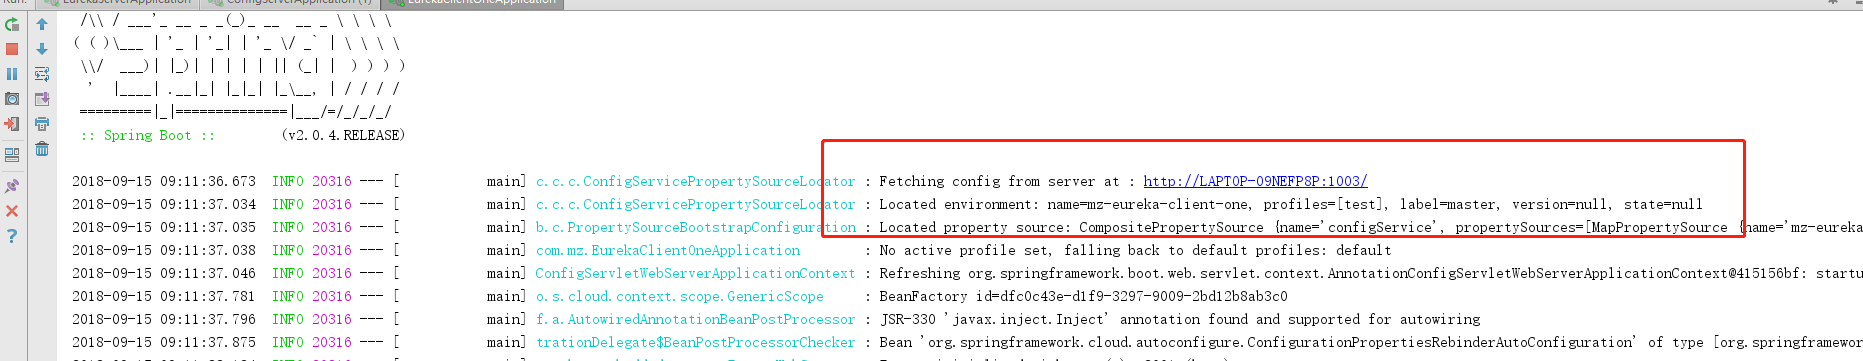 Run: EurekaServerApplication ConfigServerApplication (1) EurekaClientOneApplication
/\\ / ___'_ __ _ _(_)_ __  __ _ \ \ \ \
( ( )\___ | '_ | '_| | '_ \/ _` | \ \ \ \
\\/  ___)| |_)| | | | | || (_| |  ) ) ) )
'  |____| .__|_| |_|_| |_\__, | / / / /
=========|_|==============|___/=/_/_/_/
:: Spring Boot ::        (v2.0.4.RELEASE)
2018-09-15 09:11:36.673  INFO 20316 --- [           main] c.c.c.ConfigServicePropertySourceLocator : Fetching config from server at : http://LAPTOP-09NEFP8P:1003/
2018-09-15 09:11:37.034  INFO 20316 --- [           main] c.c.c.ConfigServicePropertySourceLocator : Located environment: name=mz-eureka-client-one, profiles=[test], label=master, version=null, state=null
2018-09-15 09:11:37.035  INFO 20316 --- [           main] b.c.PropertySourceBootstrapConfiguration : Located property source: CompositePropertySource {name='configService', propertySources=[MapPropertySource {name='mz-eureka
2018-09-15 09:11:37.038  INFO 20316 --- [           main] com.mz.EurekaClientOneApplication        : No active profile set, falling back to default profiles: default
2018-09-15 09:11:37.046  INFO 20316 --- [           main] ConfigServletWebServerApplicationContext : Refreshing org.springframework.boot.web.servlet.context.AnnotationConfigServletWebServerApplicationContext@415156bf: startu
2018-09-15 09:11:37.781  INFO 20316 --- [           main] o.s.cloud.context.scope.GenericScope     : BeanFactory id=dfc0c43e-d1f9-3297-9009-2bd12b8ab3c0
2018-09-15 09:11:37.796  INFO 20316 --- [           main] f.a.AutowiredAnnotationBeanPostProcessor : JSR-330 'javax.inject.Inject' annotation found and supported for autowiring
2018-09-15 09:11:37.875  INFO 20316 --- [           main] trationDelegate$BeanPostProcessorChecker : Bean 'org.springframework.cloud.autoconfigure.ConfigurationPropertiesRebinderAutoConfiguration' of type [org.springframewor